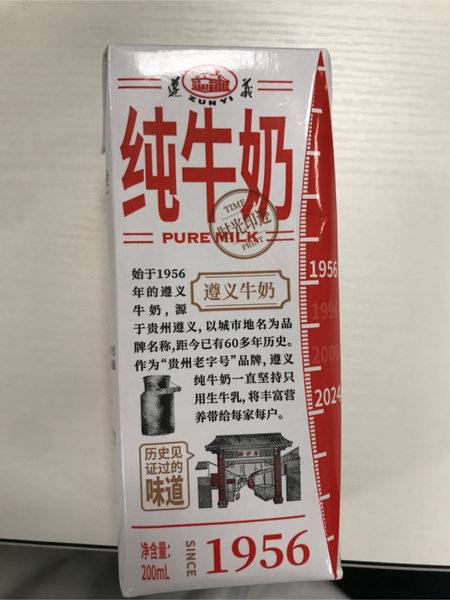 遵 义
ZUN YI
纯牛奶
TIME
时光印迹
PRINT
PURE MILK
始于1956
年的遵义
牛奶，源
遵义牛奶
于贵州遵义，以城市地名为品
牌名称，距今已有60多年历史。
作为“贵州老字号”品牌，遵义
纯牛奶一直坚持只
用生牛乳，将丰富营
养带给每家每户。
历史见
证过的
味道
净含量：
200mL
SINCE
1956
1956
1990
2000
2024